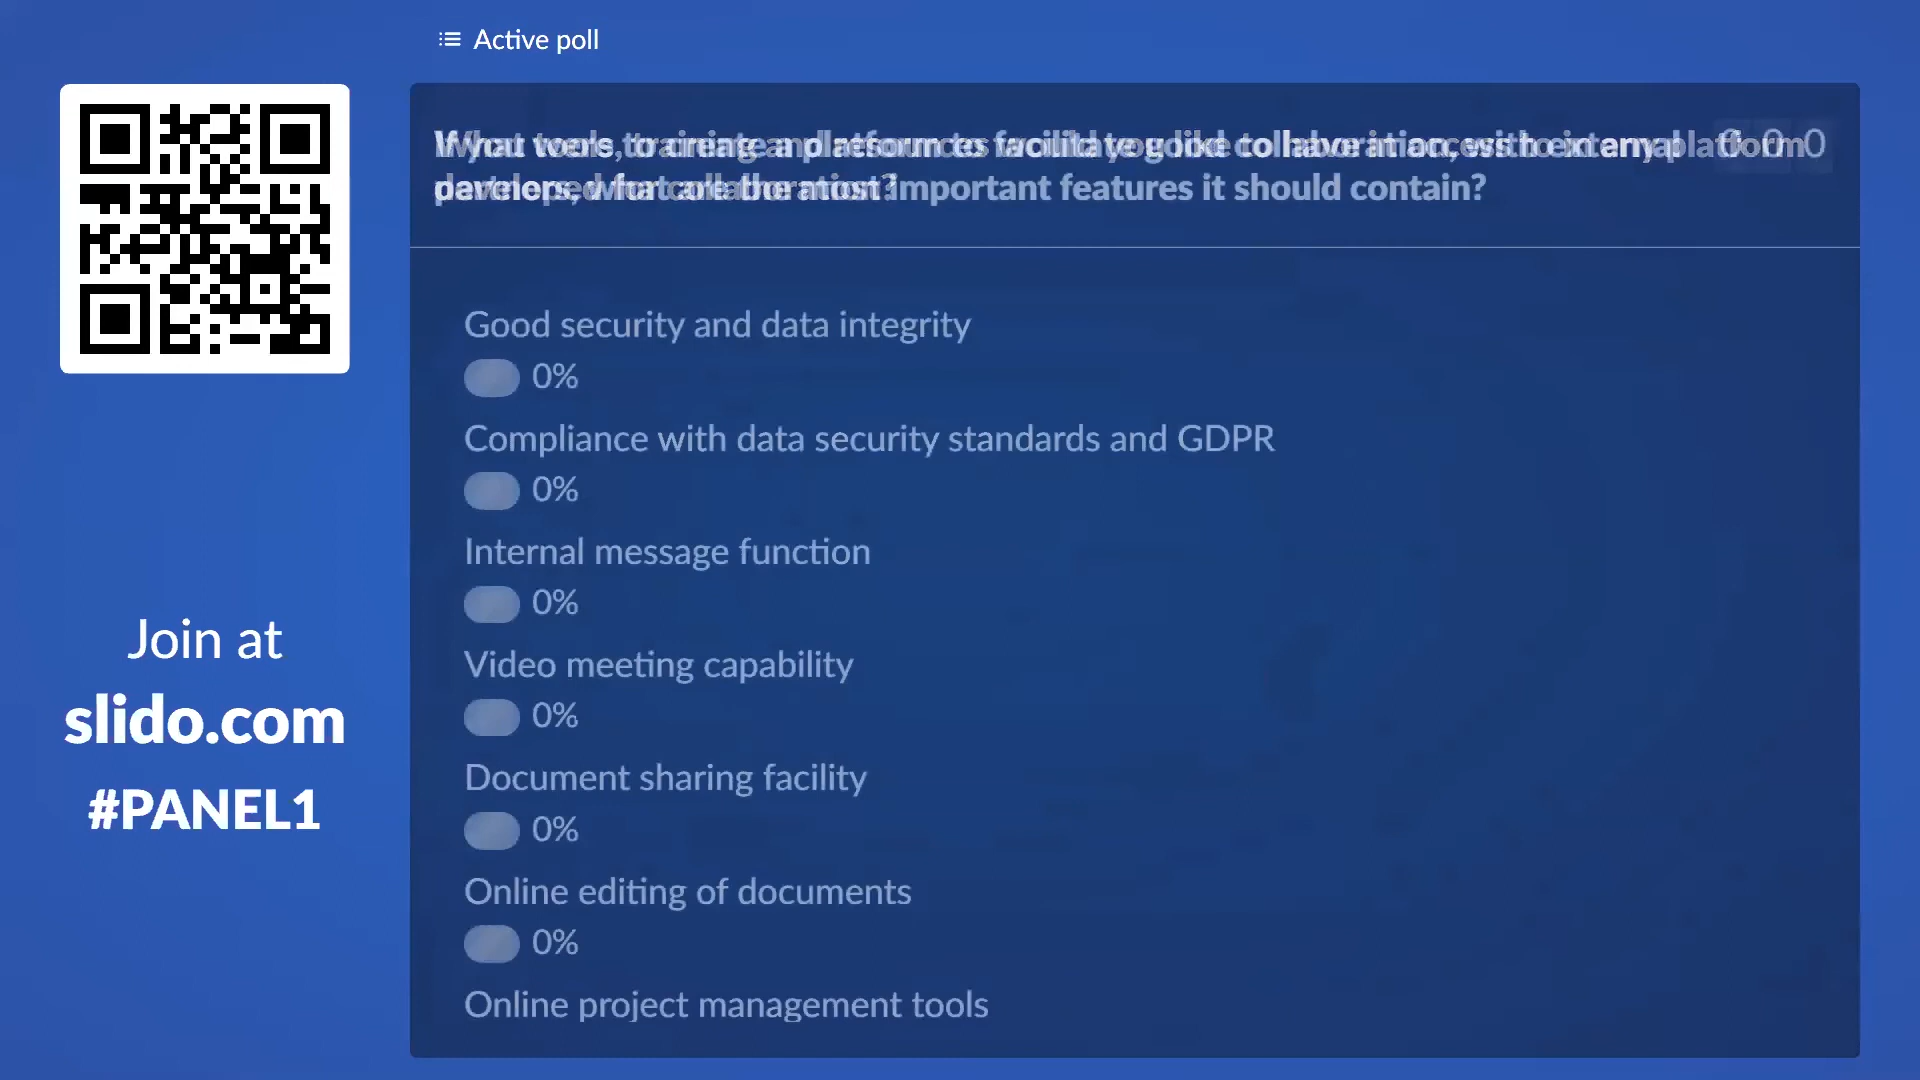 Active poll
important features it should contain?
Good security and data integrity
0%
Compliance with data security standards and GDPR
0%
Internal message function
0%
Video meeting capability
0%
Document sharing facility
0%
Online editing of documents
0%
Online project management tools
Join at
slido.com
#PANEL1